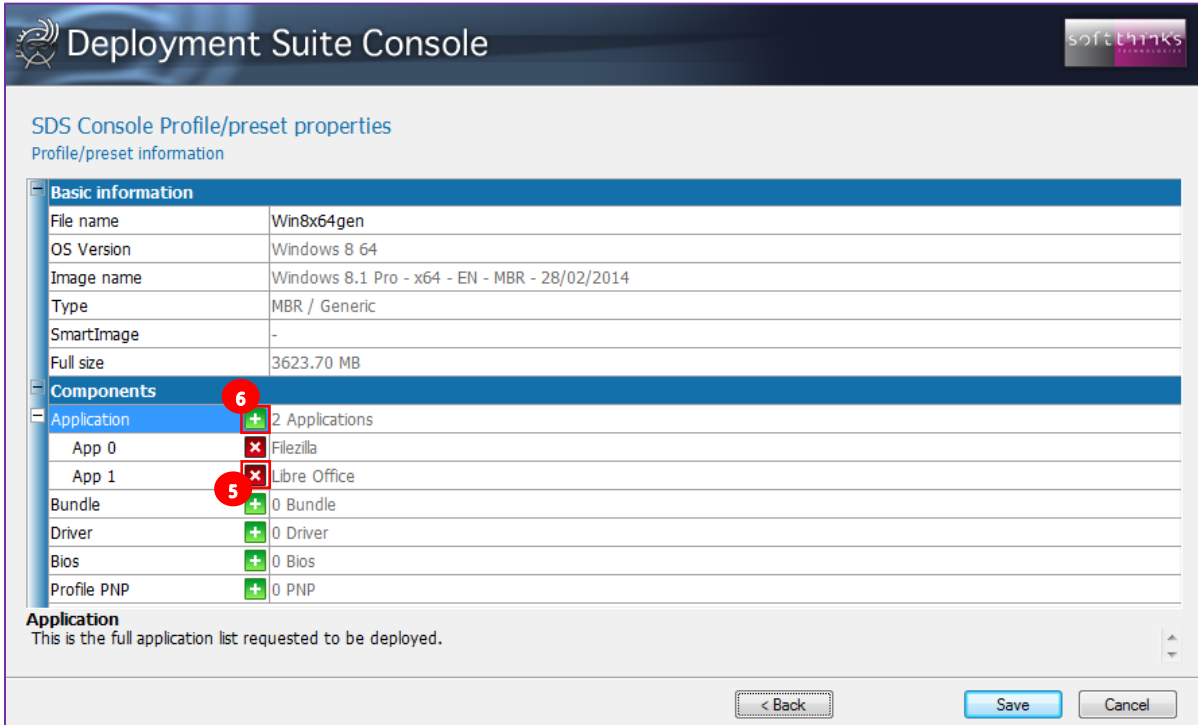 Deployment Suite Console
softthinks
TECHNOLOGIES
SDS Console Profile/preset properties
Profile/preset information
Basic information
File name Win8x64gen
OS Version Windows 8 64
Image name Windows 8.1 Pro - x64 - EN - MBR - 28/02/2014
Type MBR / Generic
SmartImage -
Full size 3623.70 MB
Components
6
Application 2 Applications
App 0 Filezilla
App 1 Libre Office
5
Bundle 0 Bundle
Driver 0 Driver
Bios 0 Bios
Profile PNP 0 PNP
Application
This is the full application list requested to be deployed.
< Back Save Cancel